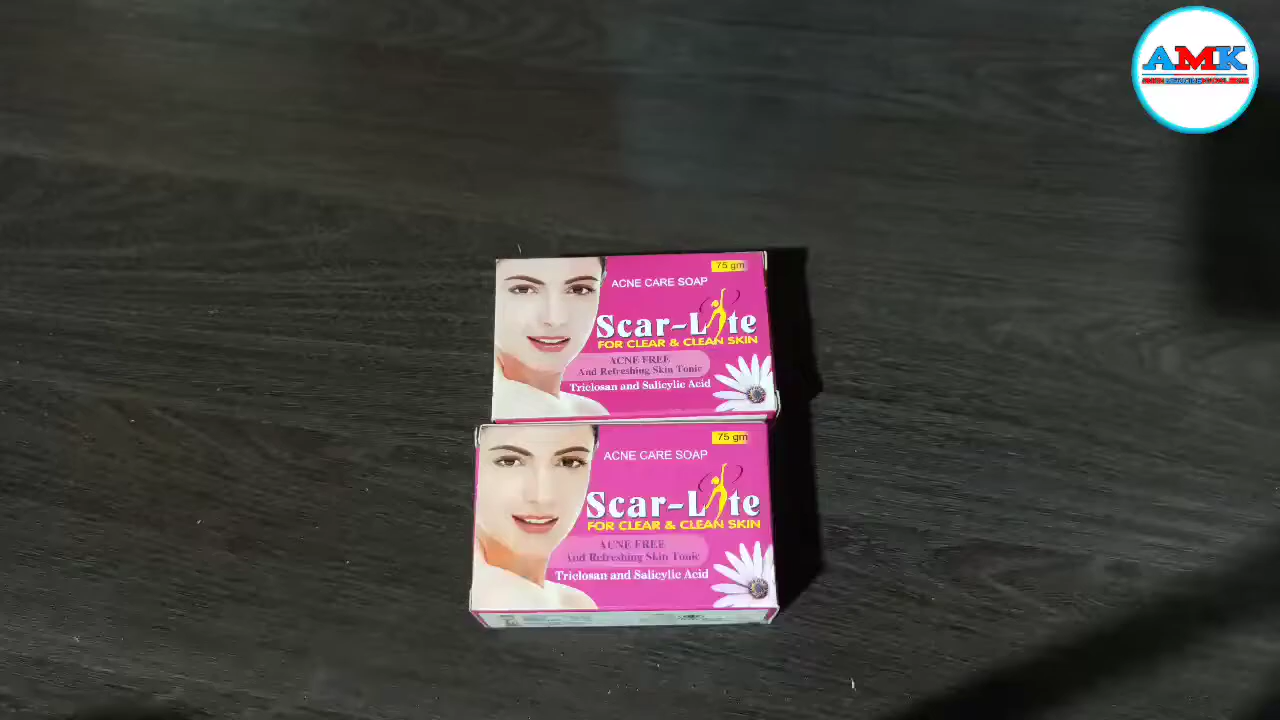 AMK
75 gm
ACNE CARE SOAP
Scar-Lite
FOR CLEAR & CLEAN SKIN
ACNE FREE
And Refreshing Skin Tonic
Triclosan and Salicylic Acid
75 gm
ACNE CARE SOAP
Scar-Lite
FOR CLEAR & CLEAN SKIN
ACNE FREE
And Refreshing Skin Tonic
Triclosan and Salicylic Acid